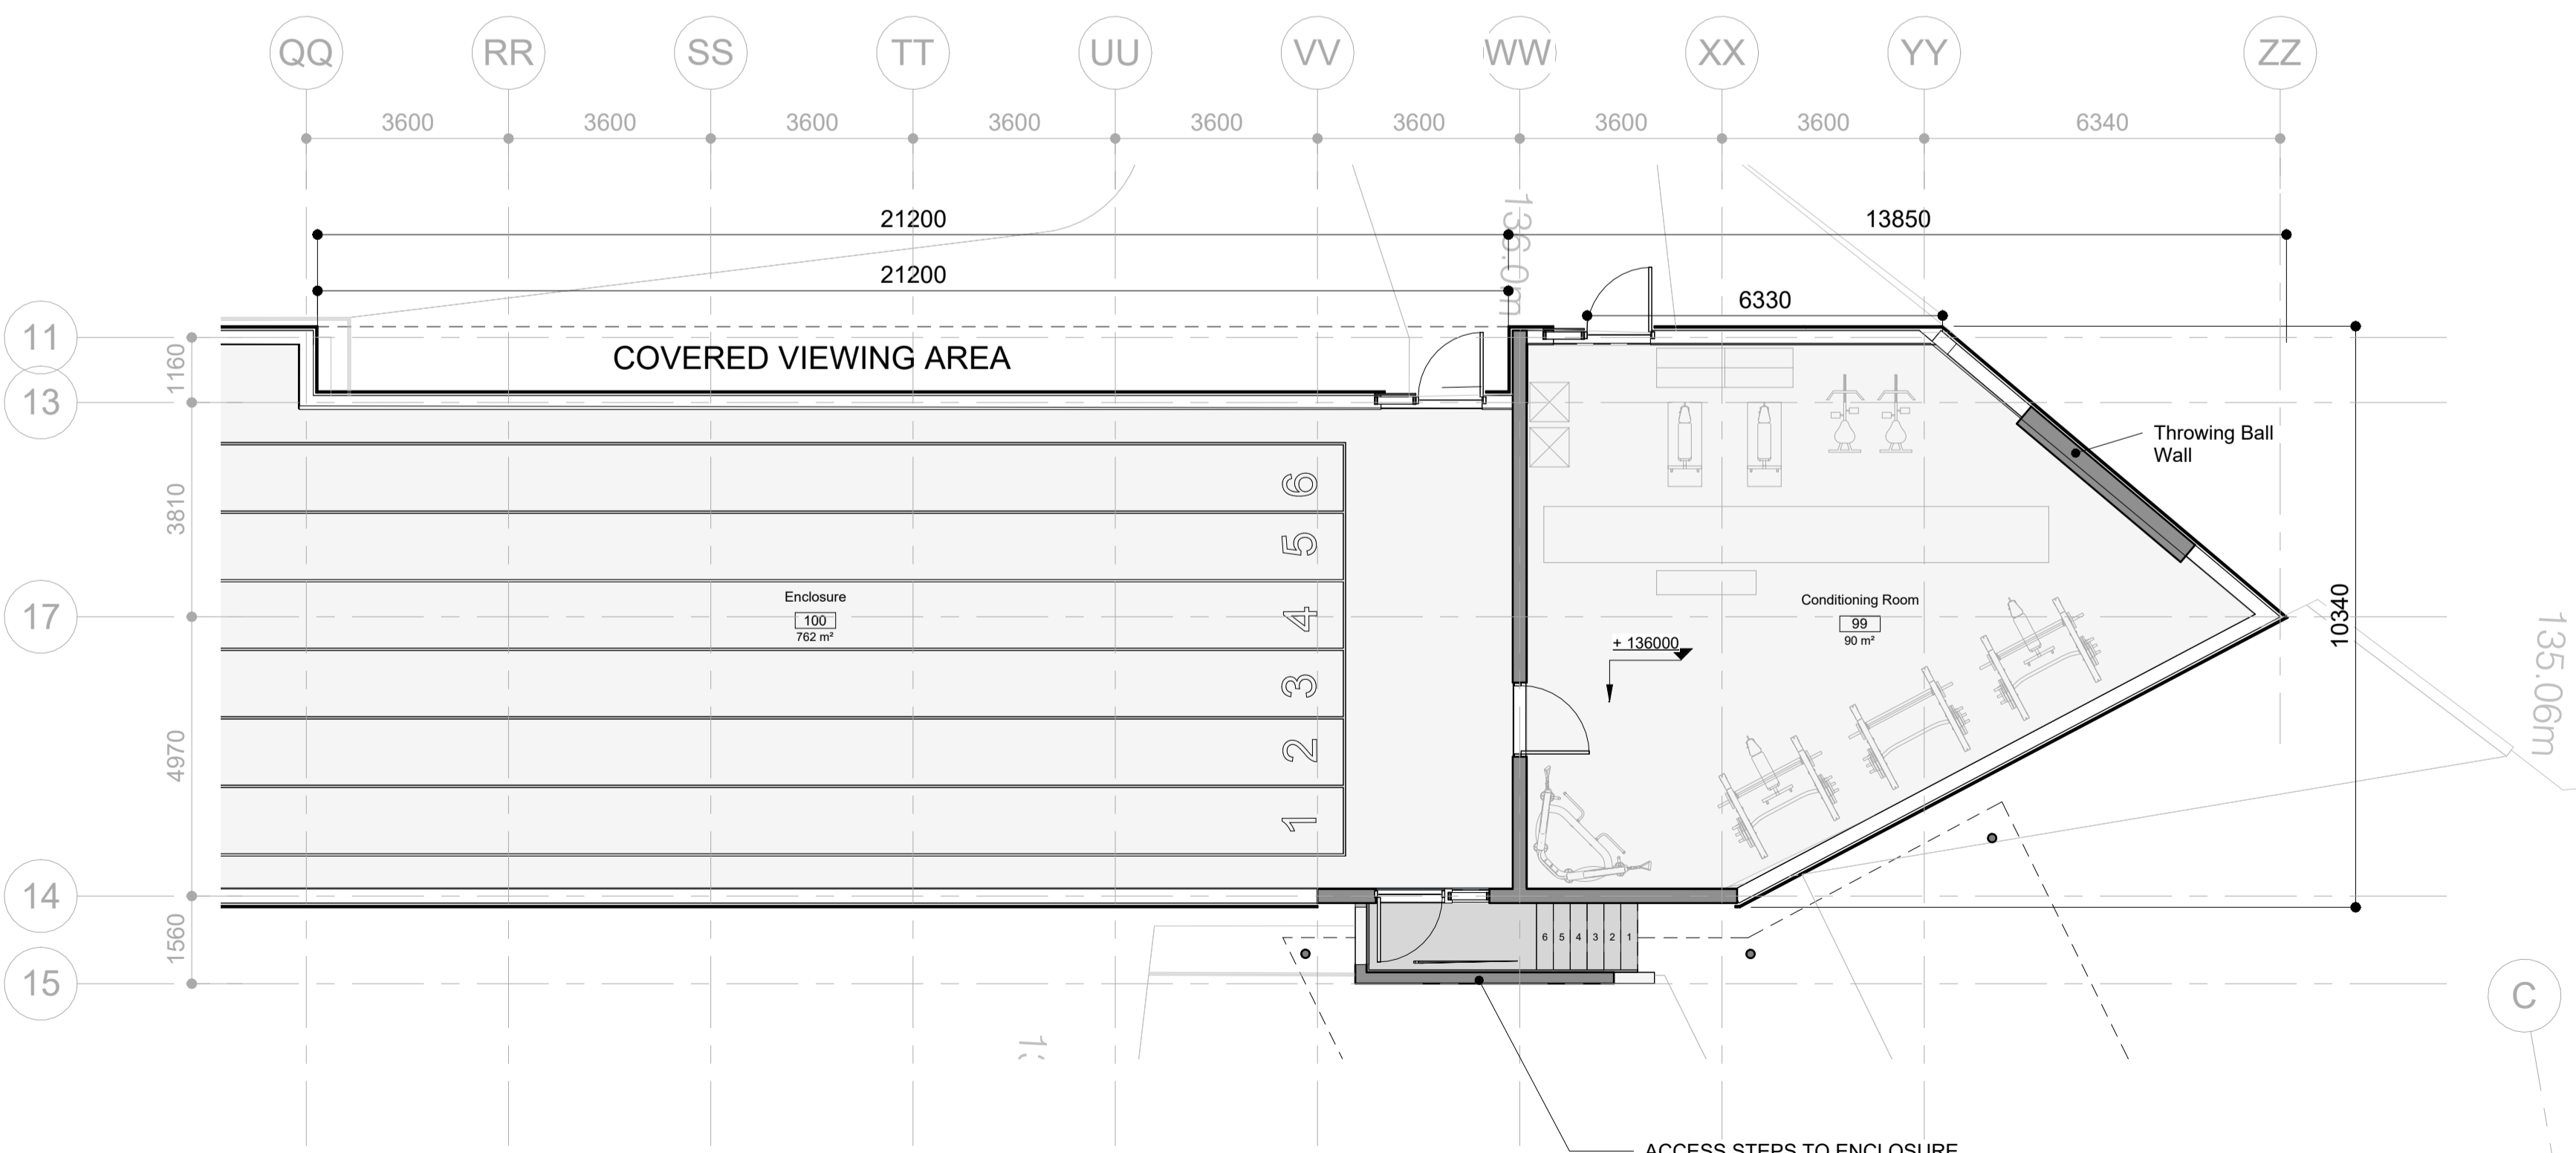 QQ RR SS TT UU VV WW XX YY ZZ
3600 3600 3600 3600 3600 3600 3600 3600 6340
21200 13850
136.0m
21200
6330
11
1160
COVERED VIEWING AREA
13
Throwing Ball
Wall
3810
6
5
4
3
2
1
Enclosure
100
762 m²
Conditioning Room
99
90 m²
17
+ 136000
10340
135.06m
4970
14
1560
6 5 4 3 2 1
15
C
ACCESS STEPS TO ENCLOSURE